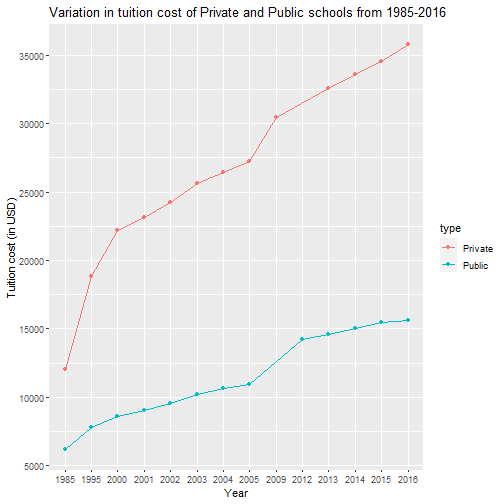 Variation in tuition cost of Private and Public schools from 1985-2016
35000
30000
25000
20000
15000
10000
5000
Tuition cost (in USD)
1985 1995 2000 2001 2002 2003 2004 2005 2009 2012 2013 2014 2015 2016
Year
type
Private
Public